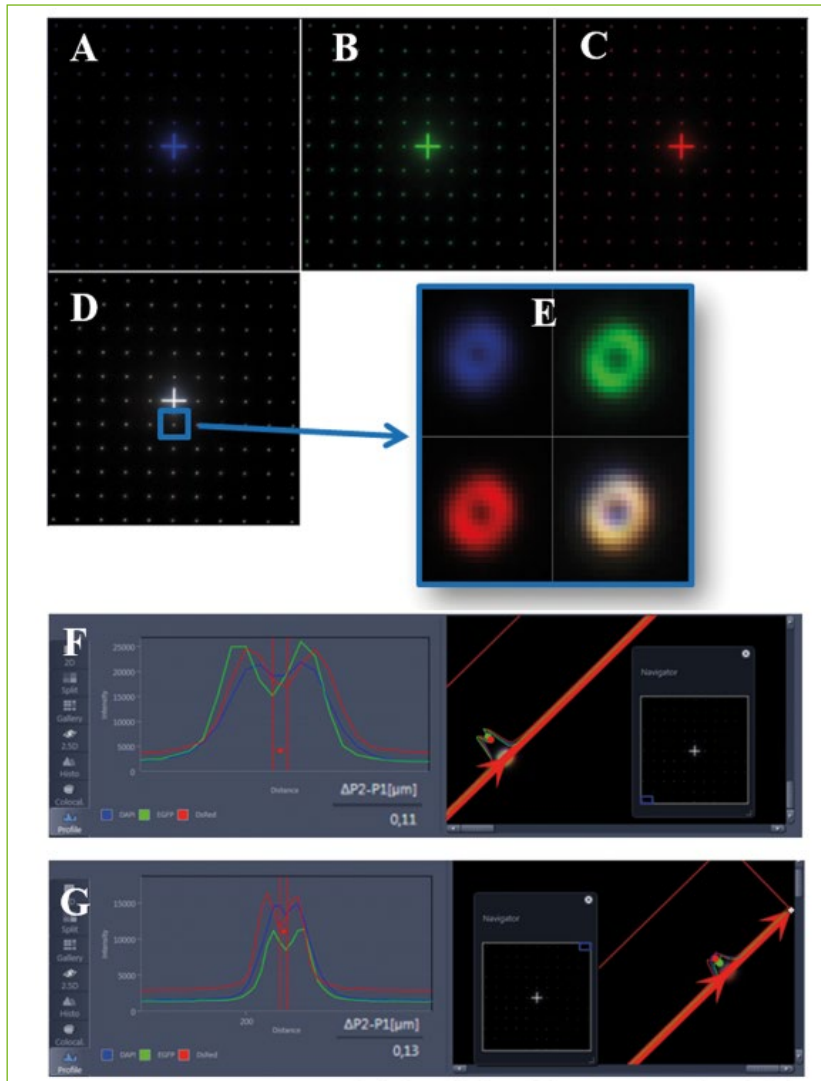 A
B
C
D
E
F
2D
Split
Gallery
2.5D
Histo
Colocal.
Profile
Intensity
25000
20000
15000
10000
5000
0
Distance
DAPI
EGFP
DsRed
ΔP2-P1[µm]
0,11
Navigator
G
Split
Gallery
2.5D
Histo
Colocal.
Profile
Intensity
15000
10000
5000
0
200
Distance
DAPI
EGFP
DsRed
ΔP2-P1[µm]
0,13
Navigator